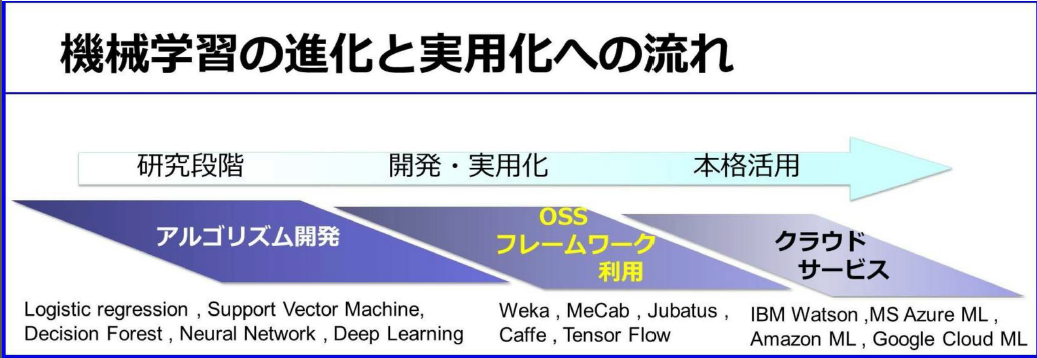 機械学習の進化と実用化への流れ
研究段階 開発・実用化 本格活用
アルゴリズム開発
OSS
フレームワーク
利用
クラウド
サービス
Logistic regression , Support Vector Machine,
Decision Forest , Neural Network , Deep Learning
Weka , MeCab , Jubatus ,
Caffe , Tensor Flow
IBM Watson ,MS Azure ML ,
Amazon ML , Google Cloud ML